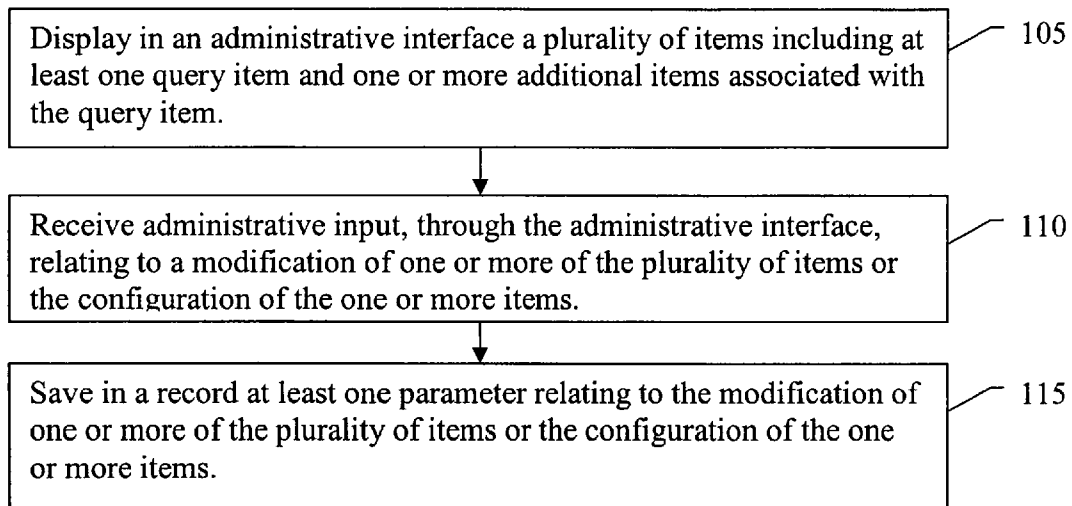 Display in an administrative interface a plurality of items including at
least one query item and one or more additional items associated with
the query item.
105
Receive administrative input, through the administrative interface,
relating to a modification of one or more of the plurality of items or
the configuration of the one or more items.
110
Save in a record at least one parameter relating to the modification of
one or more of the plurality of items or the configuration of the one
or more items.
115